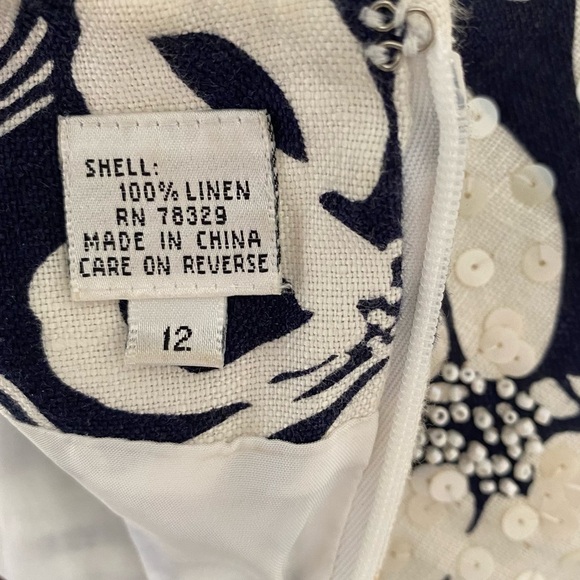 SHELL:
100% LINEN
RN 78329
MADE IN CHINA
CARE ON REVERSE
12